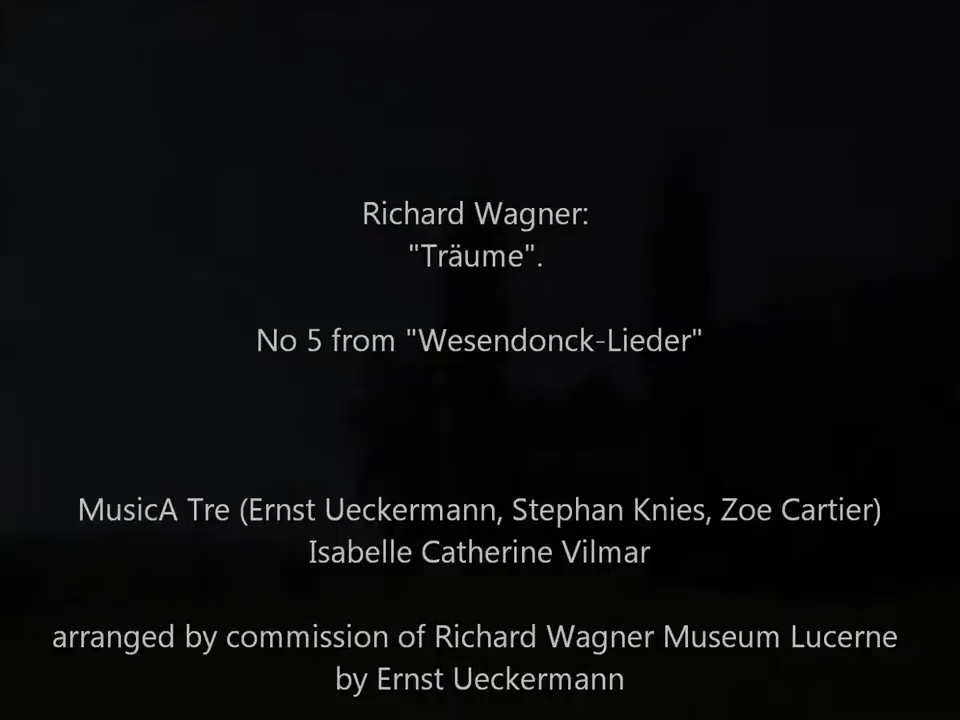 Richard Wagner:
"Träume".
No 5 from "Wesendonck-Lieder"
MusicA Tre (Ernst Ueckermann, Stephan Knies, Zoe Cartier)
Isabelle Catherine Vilmar
arranged by commission of Richard Wagner Museum Lucerne
by Ernst Ueckermann